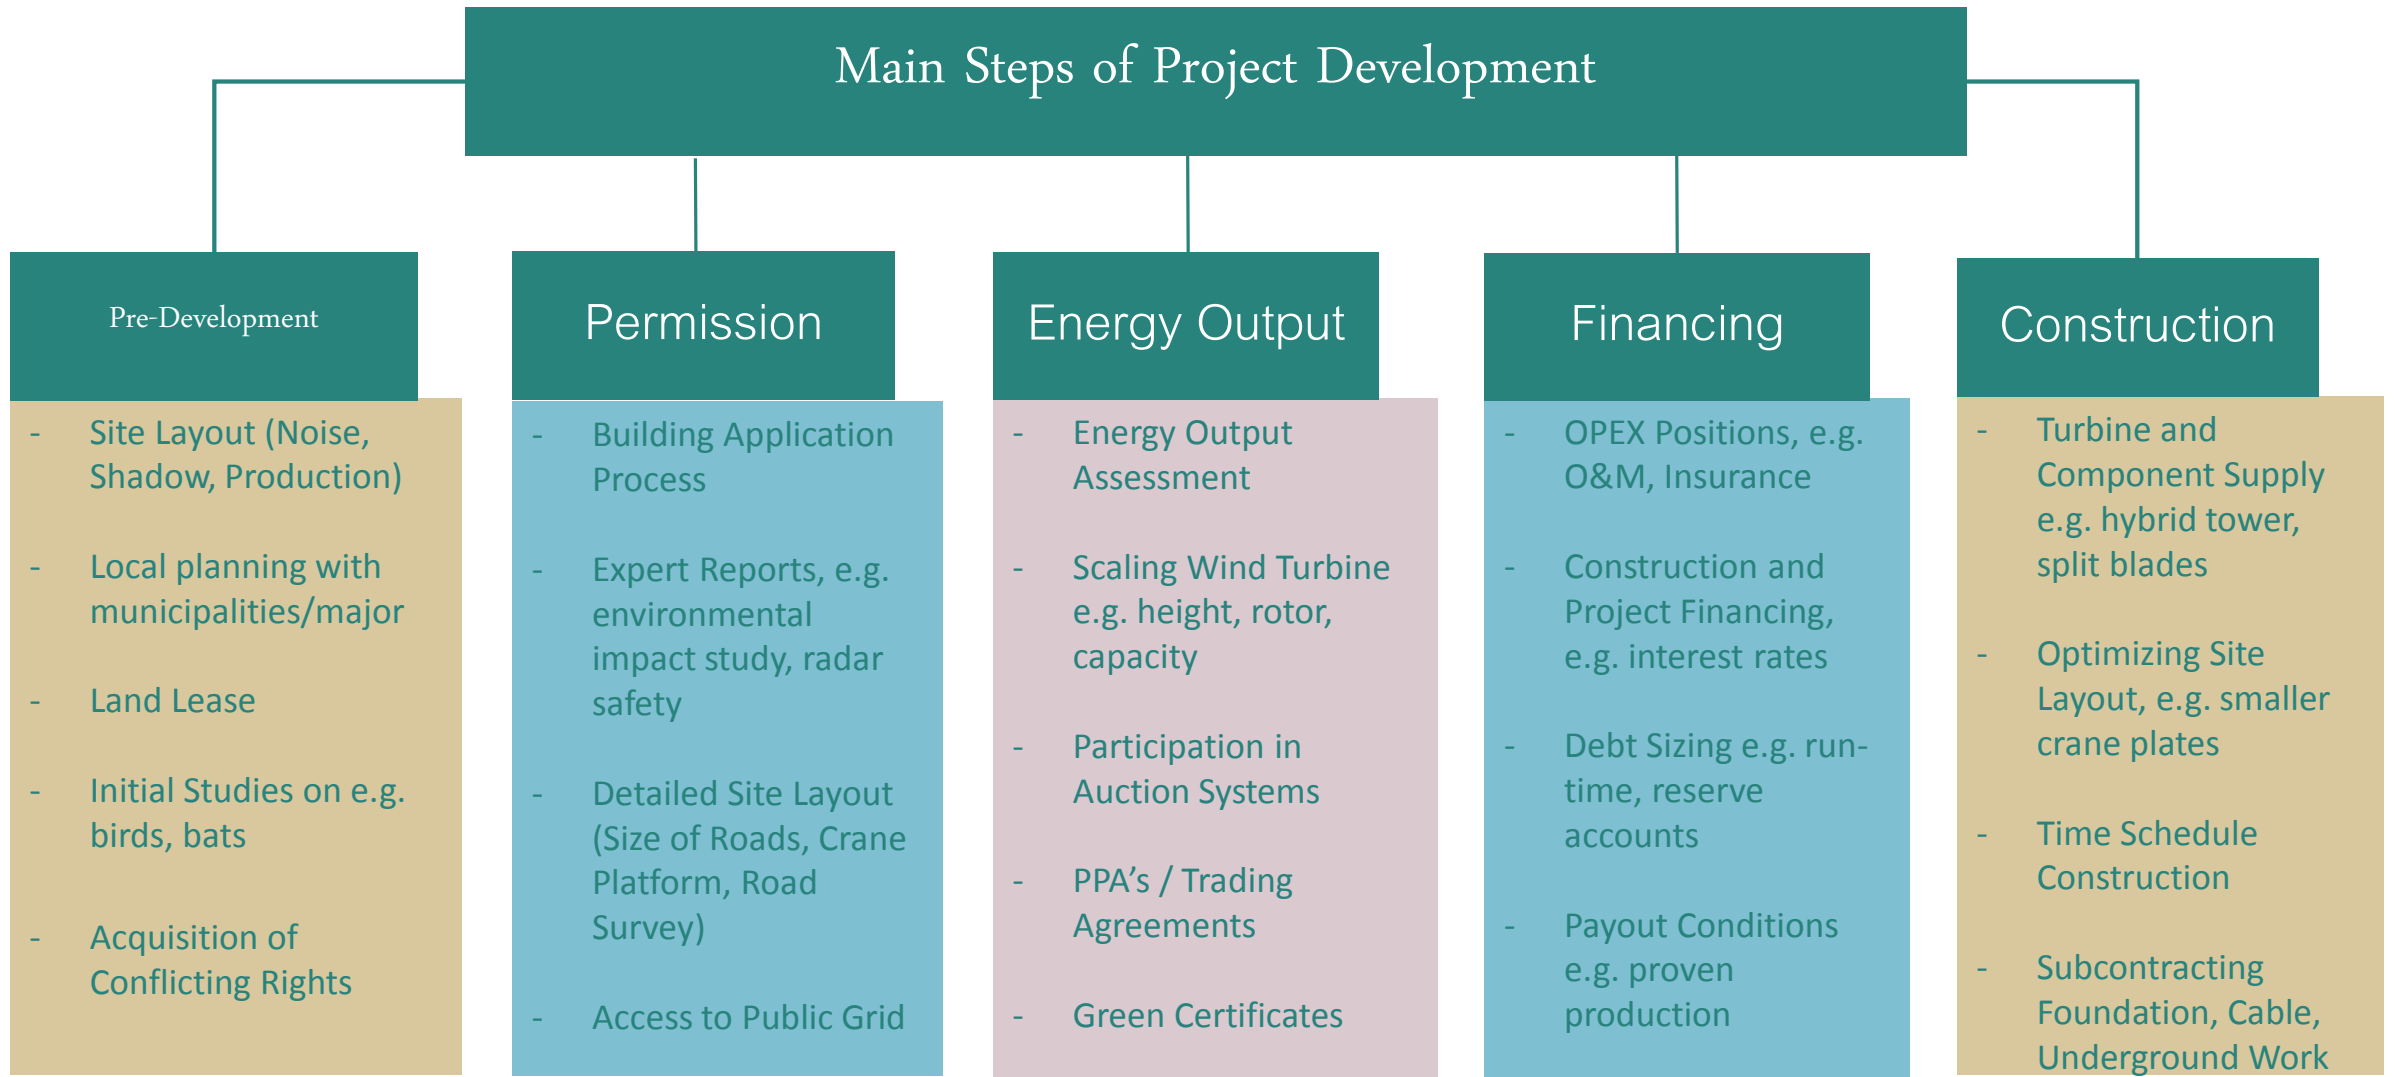 Main Steps of Project Development
Pre-Development
- Site Layout (Noise,
Shadow, Production)
- Local planning with
municipalities/major
- Land Lease
- Initial Studies on e.g.
birds, bats
- Acquisition of
Conflicting Rights
Permission
- Building Application
Process
- Expert Reports, e.g.
environmental
impact study, radar
safety
- Detailed Site Layout
(Size of Roads, Crane
Platform, Road
Survey)
- Access to Public Grid
Energy Output
- Energy Output
Assessment
- Scaling Wind Turbine
e.g. height, rotor,
capacity
- Participation in
Auction Systems
- PPA’s / Trading
Agreements
- Green Certificates
Financing
- OPEX Positions, e.g.
O&M, Insurance
- Construction and
Project Financing,
e.g. interest rates
- Debt Sizing e.g. run-
time, reserve
accounts
- Payout Conditions
e.g. proven
production
Construction
- Turbine and
Component Supply
e.g. hybrid tower,
split blades
- Optimizing Site
Layout, e.g. smaller
crane plates
- Time Schedule
Construction
- Subcontracting
Foundation, Cable,
Underground Work